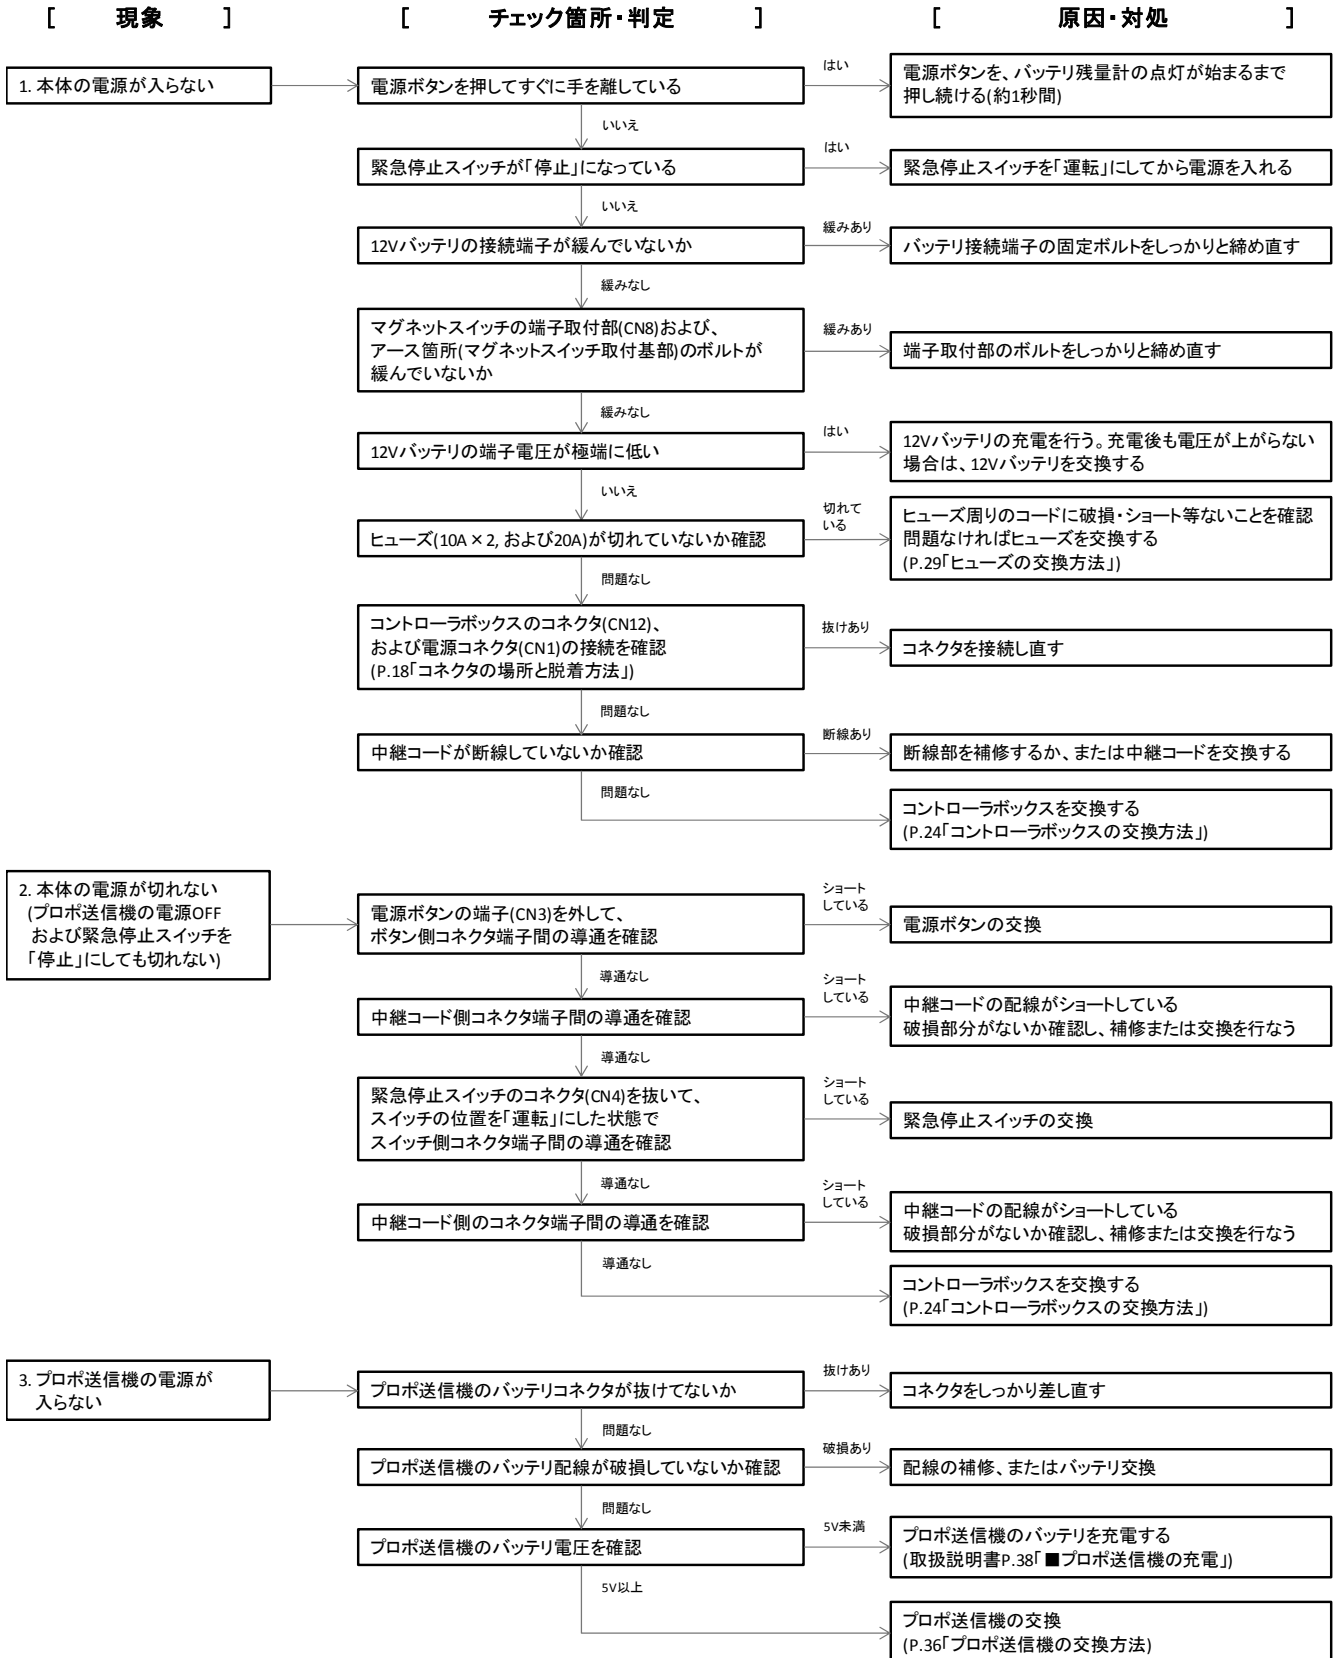 [ 現象 ]
[ チェック箇所・判定 ]
[ 原因・対処 ]
1. 本体の電源が入らない
電源ボタンを押してすぐに手を離している
はい
電源ボタンを、バッテリ残量計の点灯が始まるまで
押し続ける(約1秒間)
いいえ
緊急停止スイッチが「停止」になっている
はい
緊急停止スイッチを「運転」にしてから電源を入れる
いいえ
12Vバッテリの接続端子が緩んでいないか
緩みあり
バッテリ接続端子の固定ボルトをしっかりと締め直す
緩みなし
マグネットスイッチの端子取付部(CN8)および、
アース箇所(マグネットスイッチ取付基部)のボルトが
緩んでいないか
緩みあり
端子取付部のボルトをしっかりと締め直す
緩みなし
12Vバッテリの端子電圧が極端に低い
はい
12Vバッテリの充電を行う。充電後も電圧が上がらない
場合は、12Vバッテリを交換する
いいえ
ヒューズ(10A×2, および20A)が切れていないか確認
切れて
いる
ヒューズ周りのコードに破損・ショート等ないことを確認
問題なければヒューズを交換する
(P.29「ヒューズの交換方法」)
問題なし
コントローラボックスのコネクタ(CN12)、
および電源コネクタ(CN1)の接続を確認
(P.18「コネクタの場所と脱着方法」)
抜けあり
コネクタを接続し直す
問題なし
中継コードが断線していないか確認
断線あり
断線部を補修するか、または中継コードを交換する
問題なし
コントローラボックスを交換する
(P.24「コントローラボックスの交換方法」)
2. 本体の電源が切れない
(プロポ送信機の電源OFF
および緊急停止スイッチを
「停止」にしても切れない)
電源ボタンの端子(CN3)を外して、
ボタン側コネクタ端子間の導通を確認
ショート
している
電源ボタンの交換
導通なし
中継コード側コネクタ端子間の導通を確認
ショート
している
中継コードの配線がショートしている
破損部分がないか確認し、補修または交換を行なう
導通なし
緊急停止スイッチのコネクタ(CN4)を抜いて、
スイッチの位置を「運転」にした状態で
スイッチ側コネクタ端子間の導通を確認
ショート
している
緊急停止スイッチの交換
導通なし
中継コード側のコネクタ端子間の導通を確認
ショート
している
中継コードの配線がショートしている
破損部分がないか確認し、補修または交換を行なう
導通なし
コントローラボックスを交換する
(P.24「コントローラボックスの交換方法」)
3. プロポ送信機の電源が
入らない
プロポ送信機のバッテリコネクタが抜けてないか
抜けあり
コネクタをしっかり差し直す
問題なし
プロポ送信機のバッテリ配線が破損していないか確認
破損あり
配線の補修、またはバッテリ交換
問題なし
プロポ送信機のバッテリ電圧を確認
5V未満
プロポ送信機のバッテリを充電する
(取扱説明書P.38「■プロポ送信機の充電」)
5V以上
プロポ送信機の交換
(P.36「プロポ送信機の交換方法)